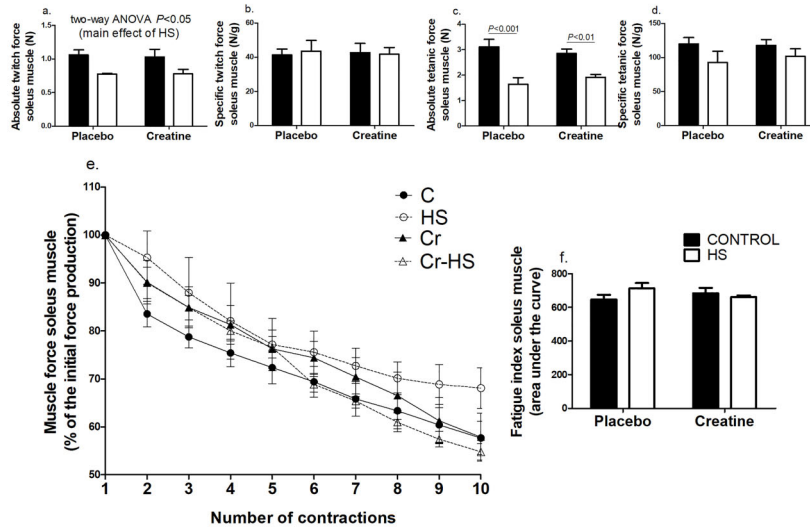 a.
two-way ANOVA P<0.05
(main effect of HS)
Absolute twitch force
soleus muscle (N)
1.5
1.0
0.5
0.0
Placebo
Creatine
b.
Specific twitch force
soleus muscle (N/g)
60
40
20
0
Placebo
Creatine
c.
P<0.001
P<0.01
Absolute tetanic force
soleus muscle (N)
4
3
2
1
0
Placebo
Creatine
d.
Specific tetanic force
soleus muscle (N/g)
150
100
50
0
Placebo
Creatine
e.
Muscle force soleus muscle
(% of the initial force production)
110
100
90
80
70
60
50
1 2 3 4 5 6 7 8 9 10
Number of contractions
C
HS
Cr
Cr-HS
f.
CONTROL
HS
Fatigue index soleus muscle
(area under the curve)
800
600
400
200
0
Placebo
Creatine